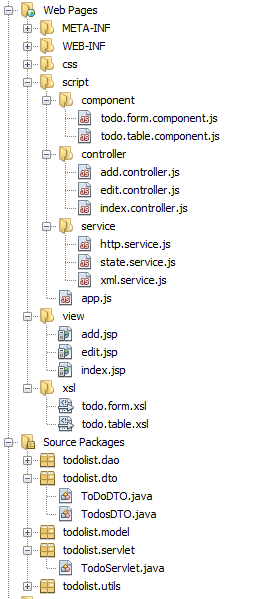 Web Pages
META-INF
WEB-INF
css
script
component
todo.form.component.js
todo.table.component.js
controller
add.controller.js
edit.controller.js
index.controller.js
service
http.service.js
state.service.js
xml.service.js
app.js
view
add.jsp
edit.jsp
index.jsp
xsl
todo.form.xsl
todo.table.xsl
Source Packages
todolist.dao
todolist.dto
ToDoDTO.java
TodosDTO.java
todolist.model
todolist.servlet
TodoServlet.java
todolist.utils